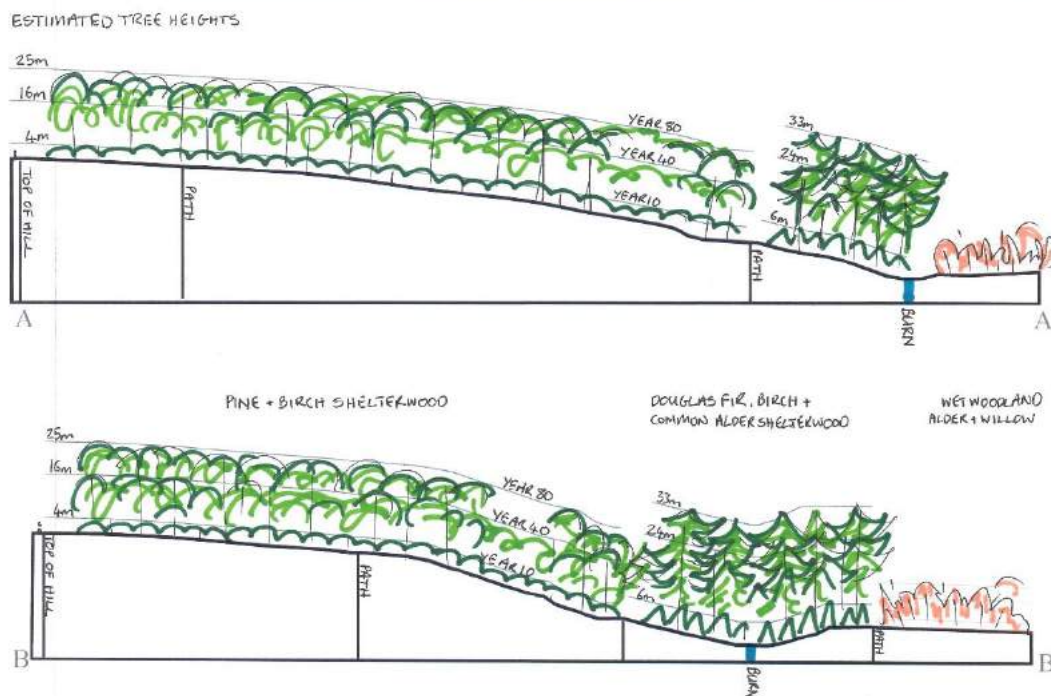 ESTIMATED TREE HEIGHTS
25m
16m
4m
YEAR 80
YEAR 40
YEAR 10
33m
24m
6m
TOP OF HILL
PATH
PATH
BURN
A
A
PINE + BIRCH SHELTERWOOD
DOUGLAS FIR, BIRCH +
COMMON ALDER SHELTERWOOD
WET WOODLAND
ALDER + WILLOW
25m
16m
4m
YEAR 80
YEAR 40
YEAR 10
33m
24m
6m
TOP OF HILL
PATH
PATH
BURN
B
B